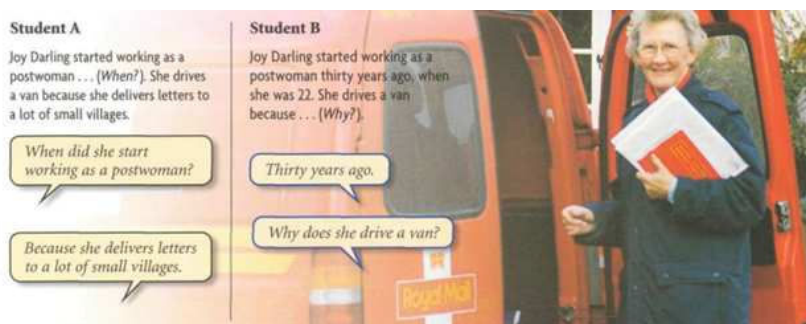 Student A
Joy Darling started working as a
postwoman . . . (When?). She drives
a van because she delivers letters to
a lot of small villages.
When did she start
working as a postwoman?
Because she delivers letters
to a lot of small villages.
Student B
Joy Darling started working as a
postwoman thirty years ago, when
she was 22. She drives a van
because . . . (Why?).
Thirty years ago.
Why does she drive a van?
Royal Mail